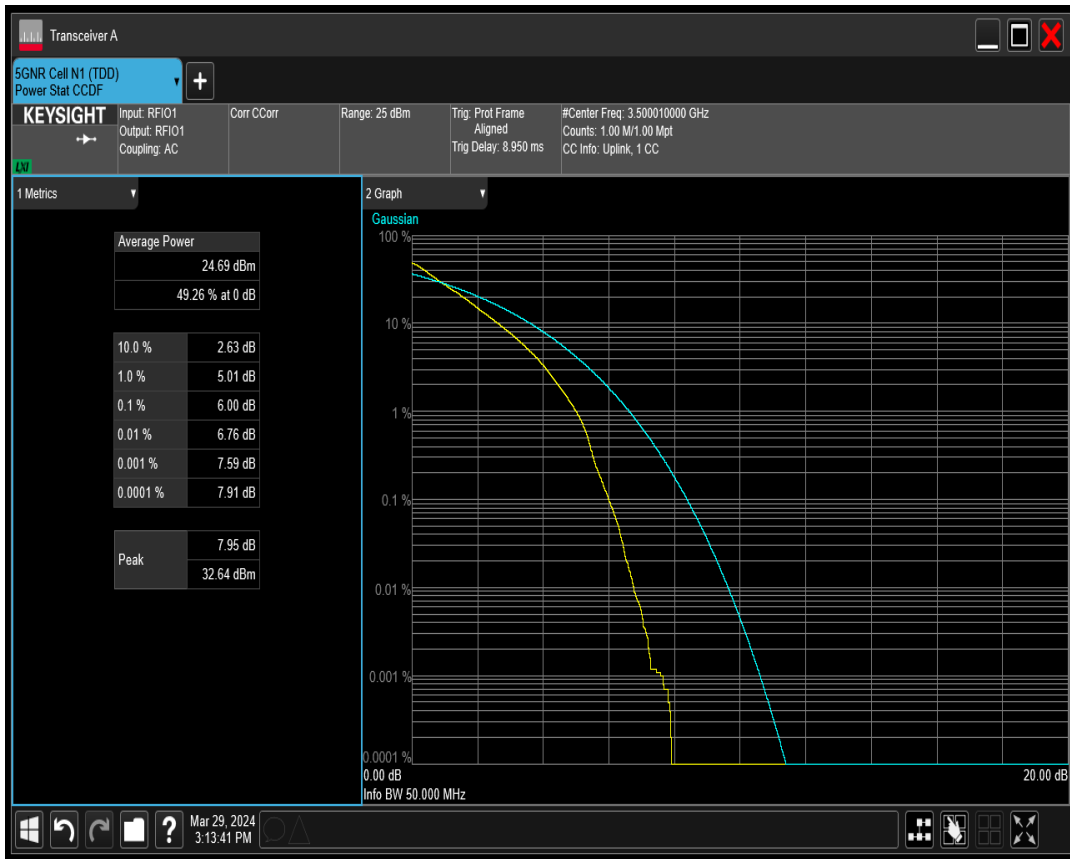 Transceiver A
5GNR Cell N1 (TDD)
Power Stat CCDF
+
KEYSIGHT
LXI
Input: RFIO1
Output: RFIO1
Coupling: AC
Corr CCorr
Range: 25 dBm
Trig: Prot Frame
Aligned
Trig Delay: 8.950 ms
#Center Freq: 3.500010000 GHz
Counts: 1.00 M/1.00 Mpt
CC Info: Uplink, 1 CC
1 Metrics
Average Power
24.69 dBm
49.26 % at 0 dB
10.0 % 2.63 dB
1.0 % 5.01 dB
0.1 % 6.00 dB
0.01 % 6.76 dB
0.001 % 7.59 dB
0.0001 % 7.91 dB
Peak
7.95 dB
32.64 dBm
2 Graph
Gaussian
100 %
10 %
1 %
0.1 %
0.01 %
0.001 %
0.0001 %
0.00 dB 20.00 dB
Info BW 50.000 MHz
?
Mar 29, 2024
3:13:41 PM